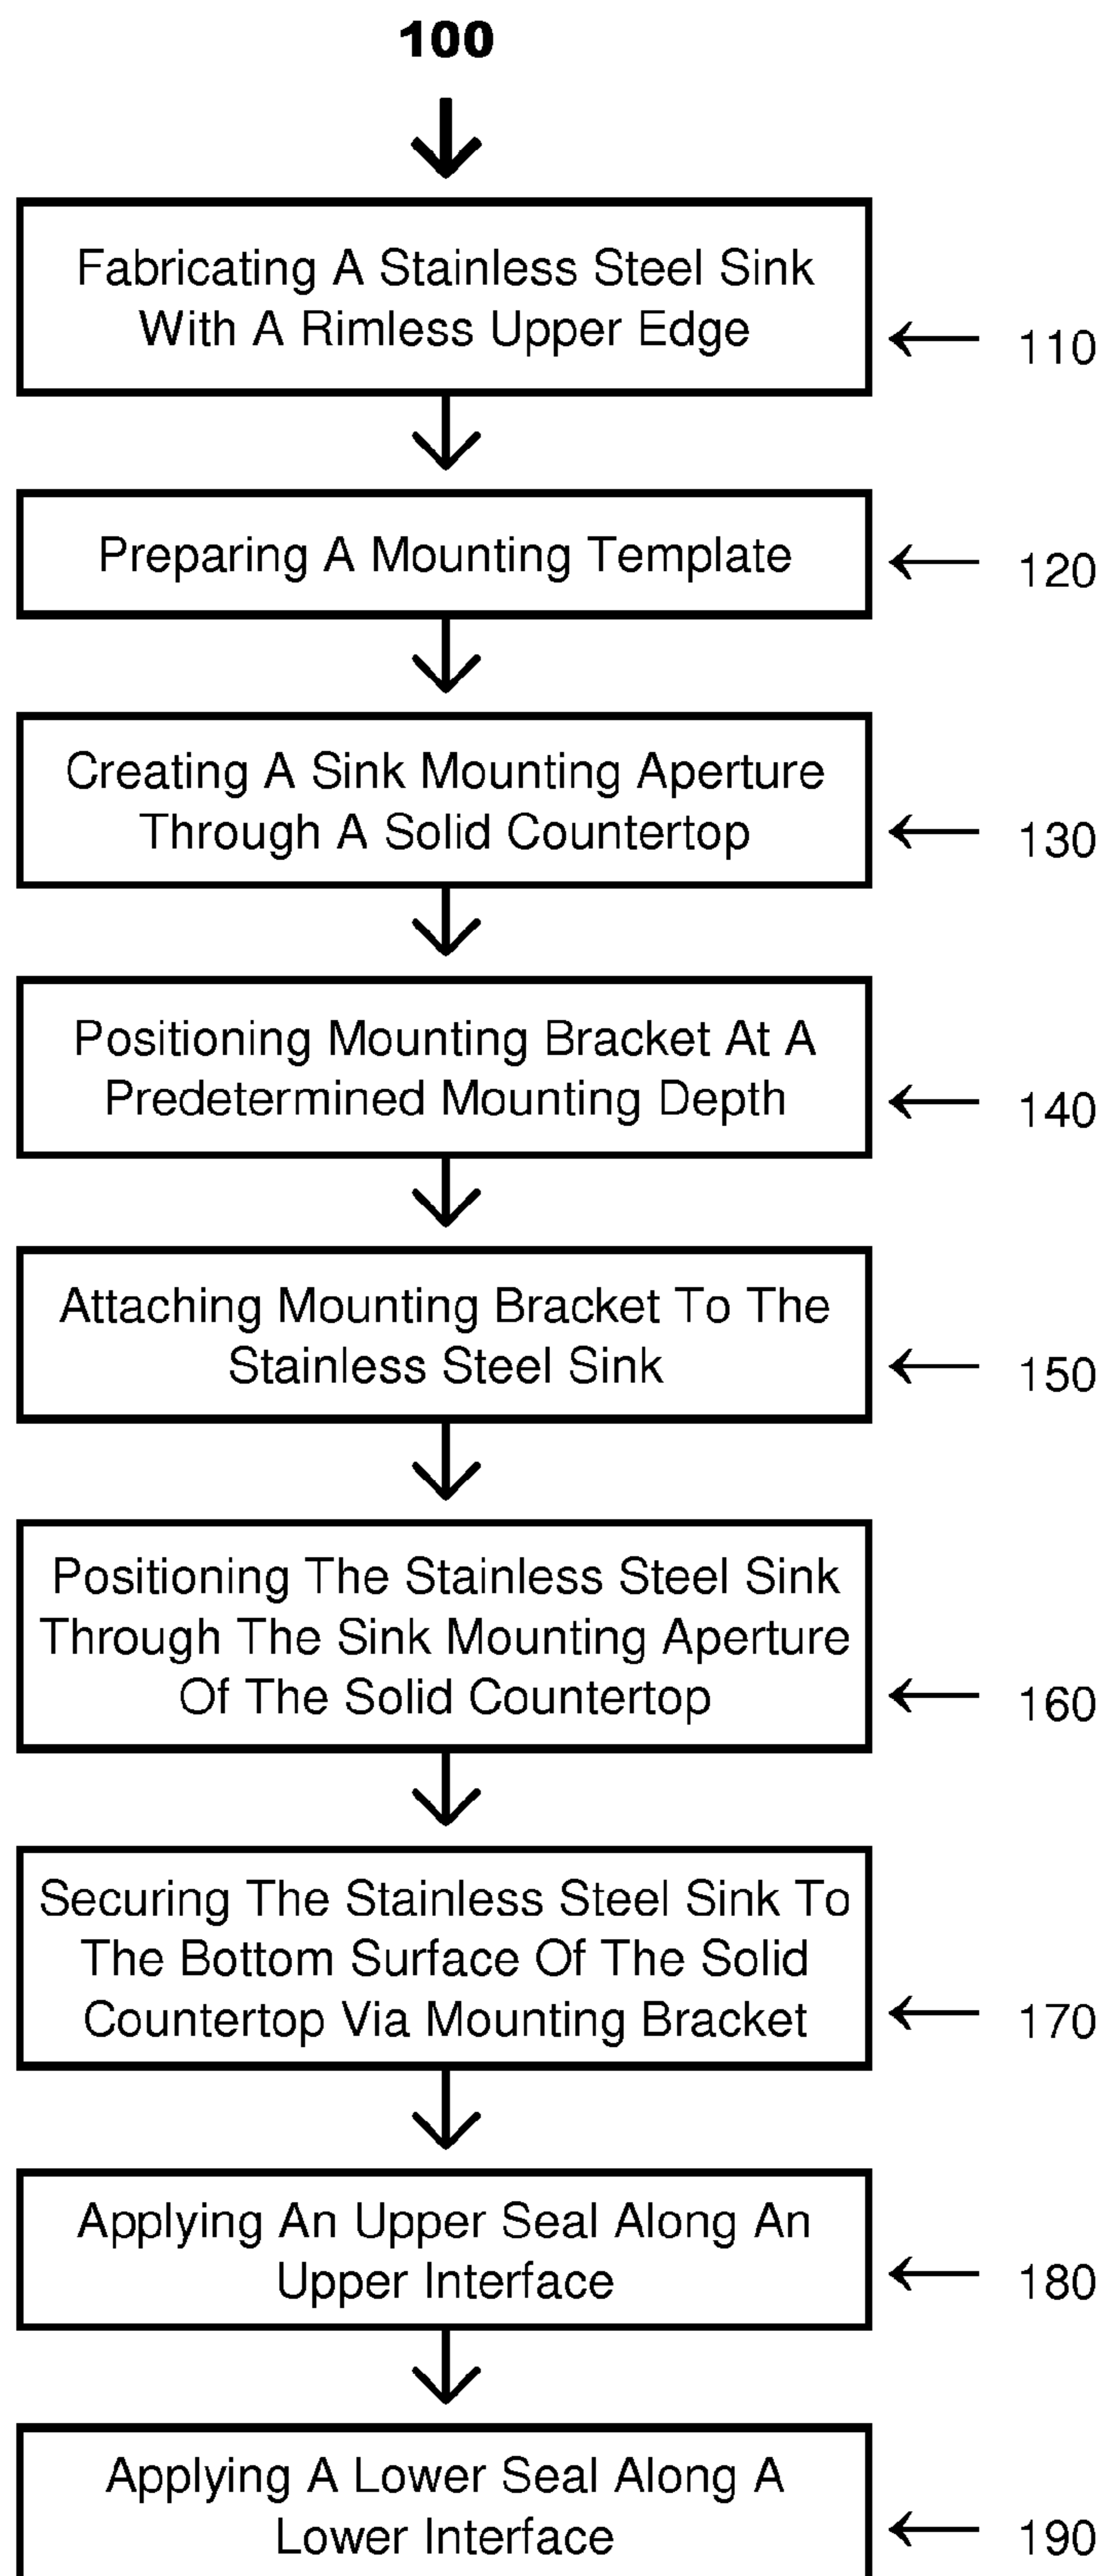 100
Fabricating A Stainless Steel Sink
With A Rimless Upper Edge
110
Preparing A Mounting Template
120
Creating A Sink Mounting Aperture
Through A Solid Countertop
130
Positioning Mounting Bracket At A
Predetermined Mounting Depth
140
Attaching Mounting Bracket To The
Stainless Steel Sink
150
Positioning The Stainless Steel Sink
Through The Sink Mounting Aperture
Of The Solid Countertop
160
Securing The Stainless Steel Sink To
The Bottom Surface Of The Solid
Countertop Via Mounting Bracket
170
Applying An Upper Seal Along An
Upper Interface
180
Applying A Lower Seal Along A
Lower Interface
190